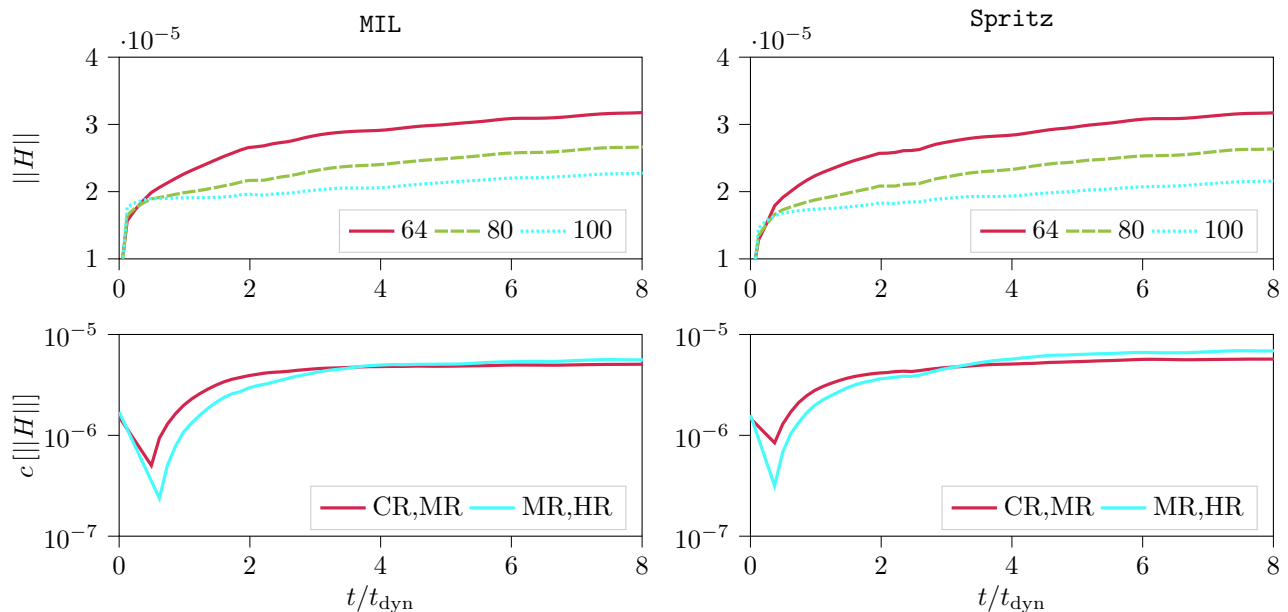 MIL
Spritz
·10⁻⁵
·10⁻⁵
4
3
2
1
||H||
64 80 100
0 2 4 6 8
4
3
2
1
64 80 100
0 2 4 6 8
10⁻⁵
10⁻⁶
10⁻⁷
c [||H||]
CR,MR MR,HR
0 2 4 6 8
t/t_dyn
10⁻⁵
10⁻⁶
10⁻⁷
CR,MR MR,HR
0 2 4 6 8
t/t_dyn